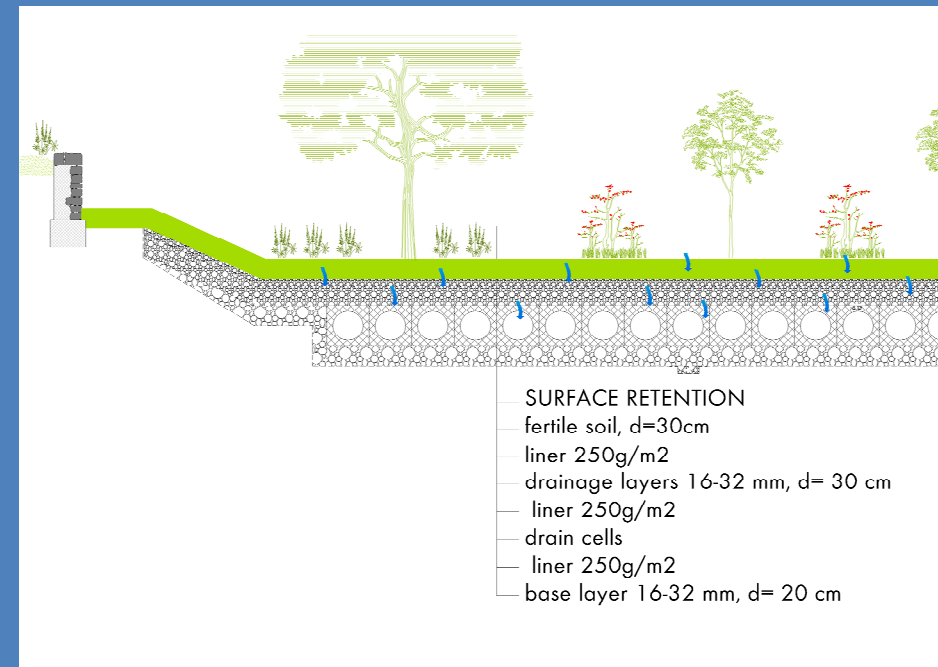 SURFACE RETENTION
fertile soil, d=30cm
liner 250g/m2
drainage layers 16-32 mm, d= 30 cm
liner 250g/m2
drain cells
liner 250g/m2
base layer 16-32 mm, d= 20 cm